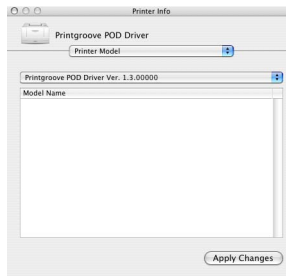 Printer Info
Printgroove POD Driver
Printer Model
Printgroove POD Driver Ver. 1.3.00000
Model Name
Apply Changes